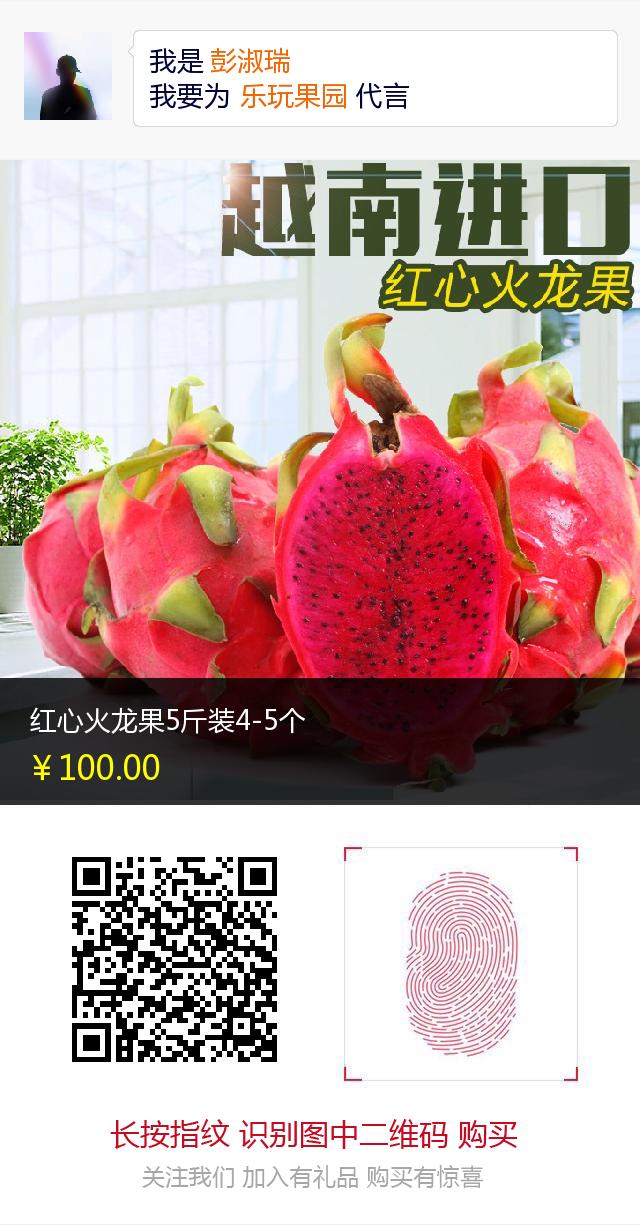 我是 彭淑瑞
我要为 乐玩果园 代言
越南进口
红心火龙果
红心火龙果5斤装4-5个
￥100.00
长按指纹 识别图中二维码 购买
关注我们 加入有礼品 购买有惊喜